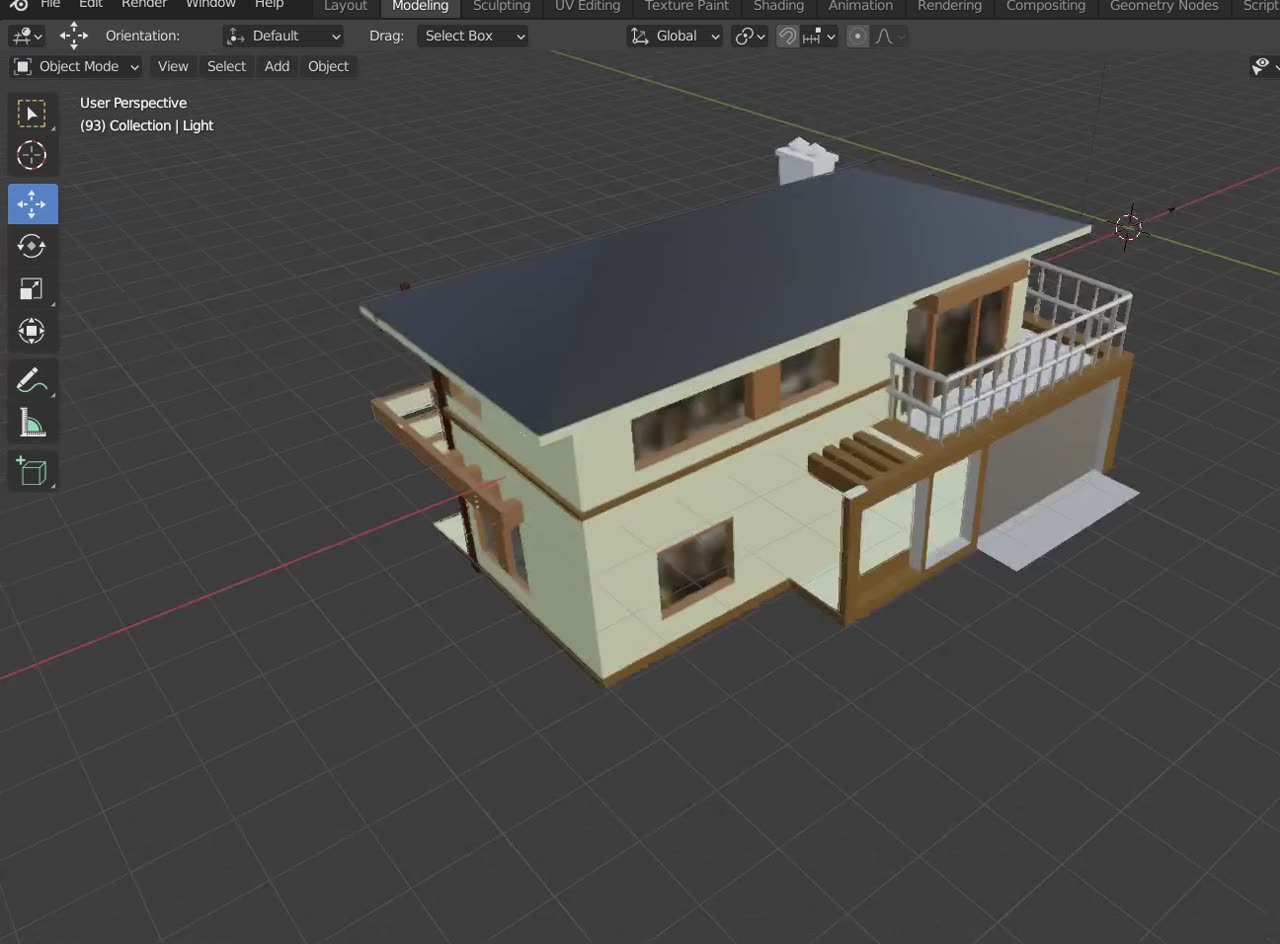 File Edit Render Window Help Layout Modeling Sculpting UV Editing Texture Paint Shading Animation Rendering Compositing Geometry Nodes Script
Orientation: Default Drag: Select Box Global
Object Mode View Select Add Object
User Perspective
(93) Collection | Light